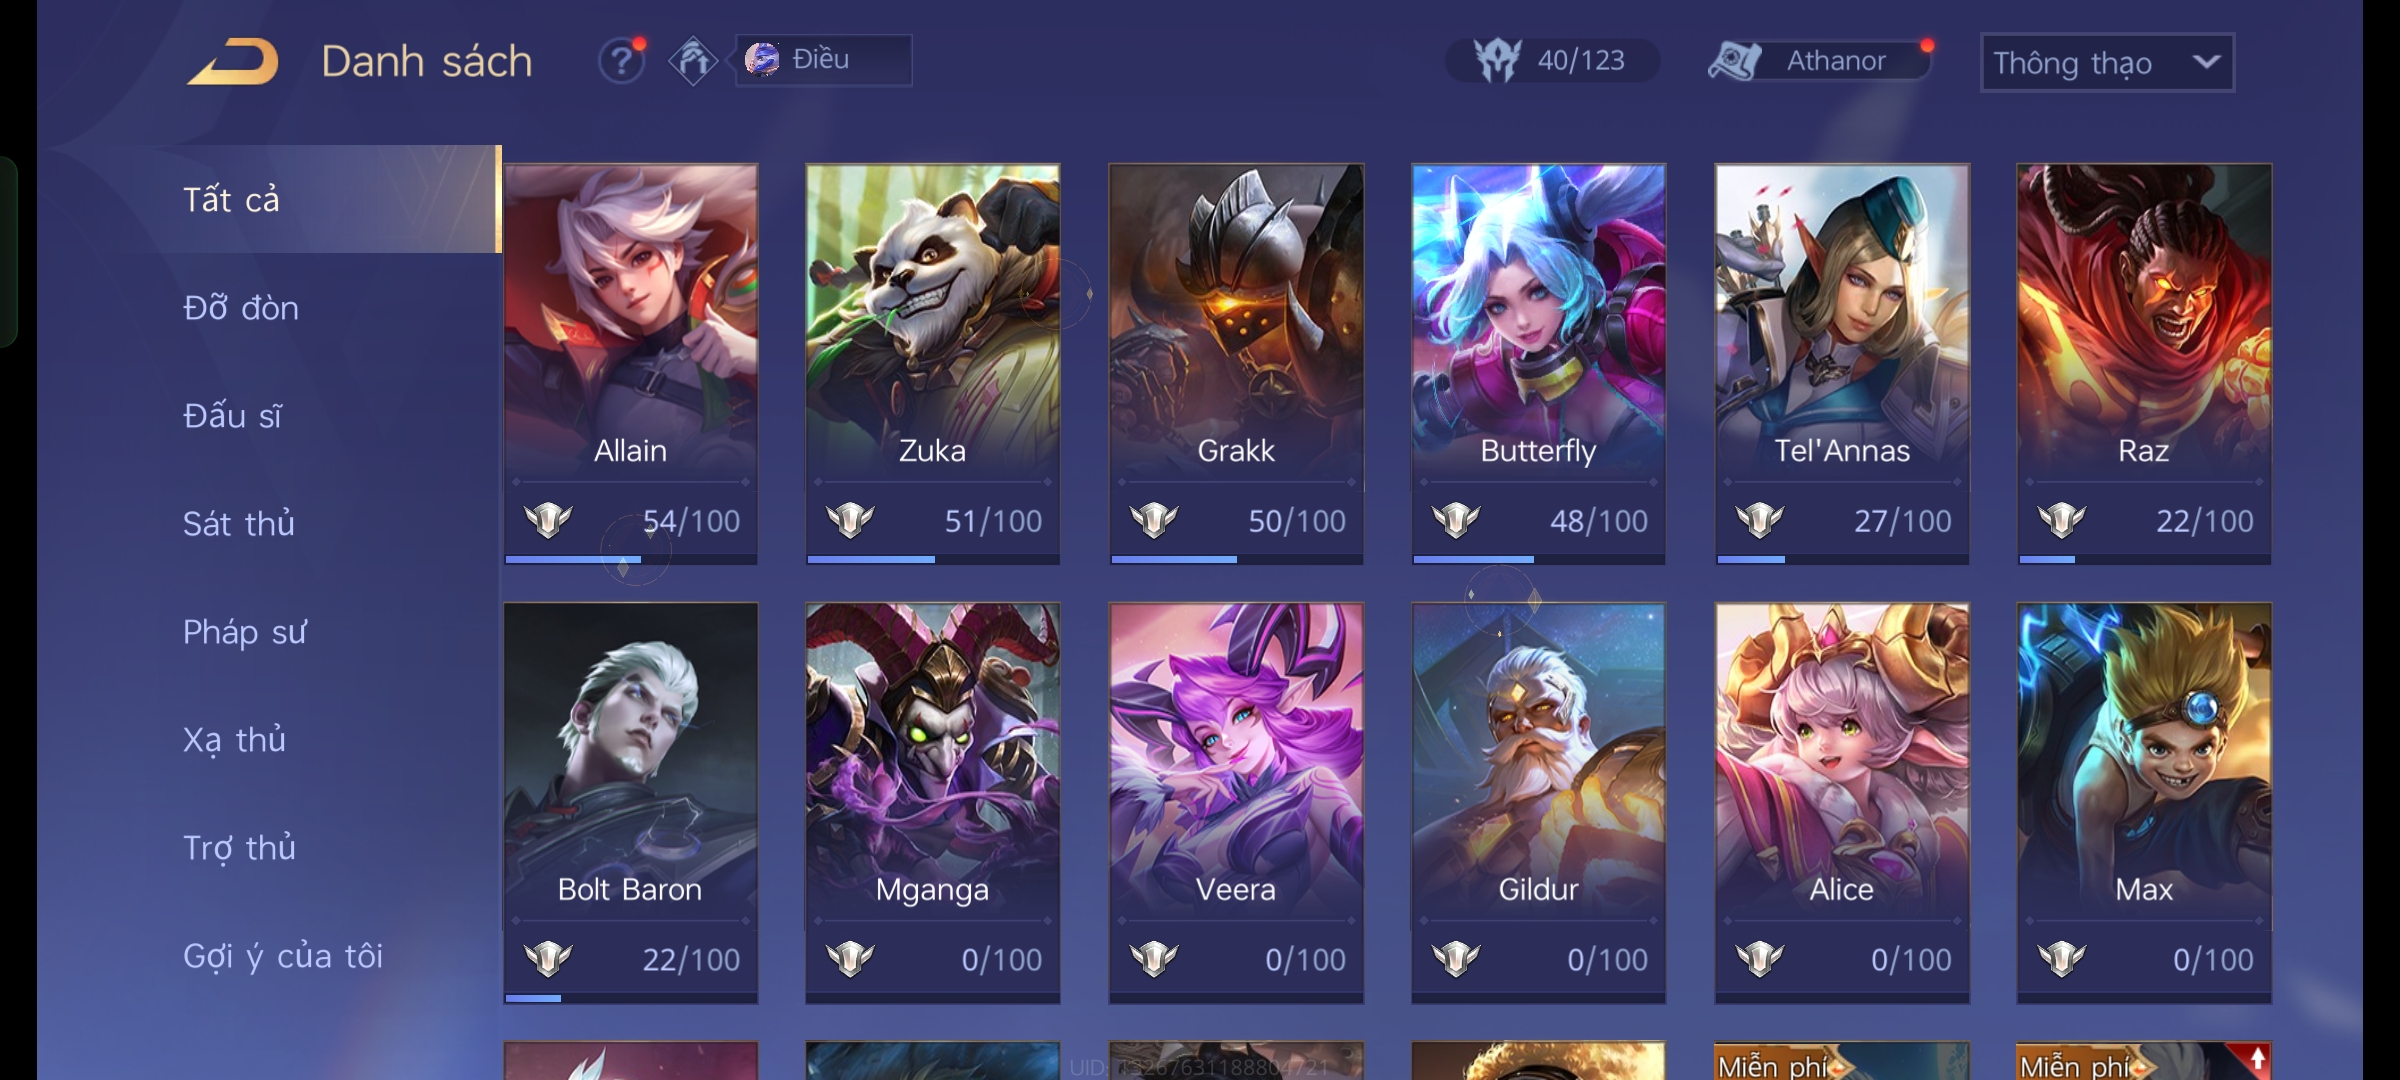 Danh sách
?
Điều
40/123
Athanor
Thông thạo
Tất cả
Đỡ đòn
Đấu sĩ
Sát thủ
Pháp sư
Xạ thủ
Trợ thủ
Gợi ý của tôi
Allain
Zuka
Grakk
Butterfly
Tel'Annas
Raz
54/100
51/100
50/100
48/100
27/100
22/100
Bolt Baron
Mganga
Veera
Gildur
Alice
Max
22/100
0/100
0/100
0/100
0/100
0/100
Miễn phí
Miễn phí